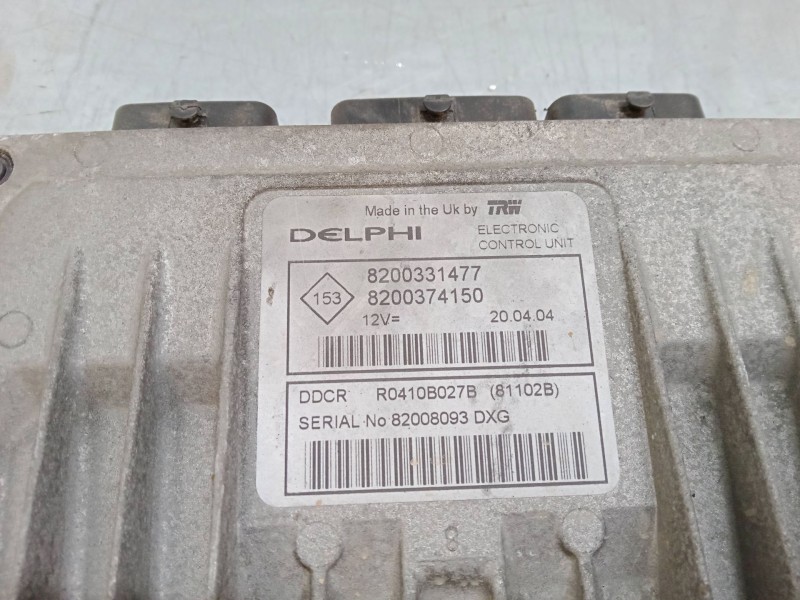 Made in the Uk by TRW
DELPHI
ELECTRONIC
CONTROL UNIT
153
8200331477
8200374150
12V=
20.04.04
DDCR R0410B027B (81102B)
SERIAL No 82008093 DXG
8